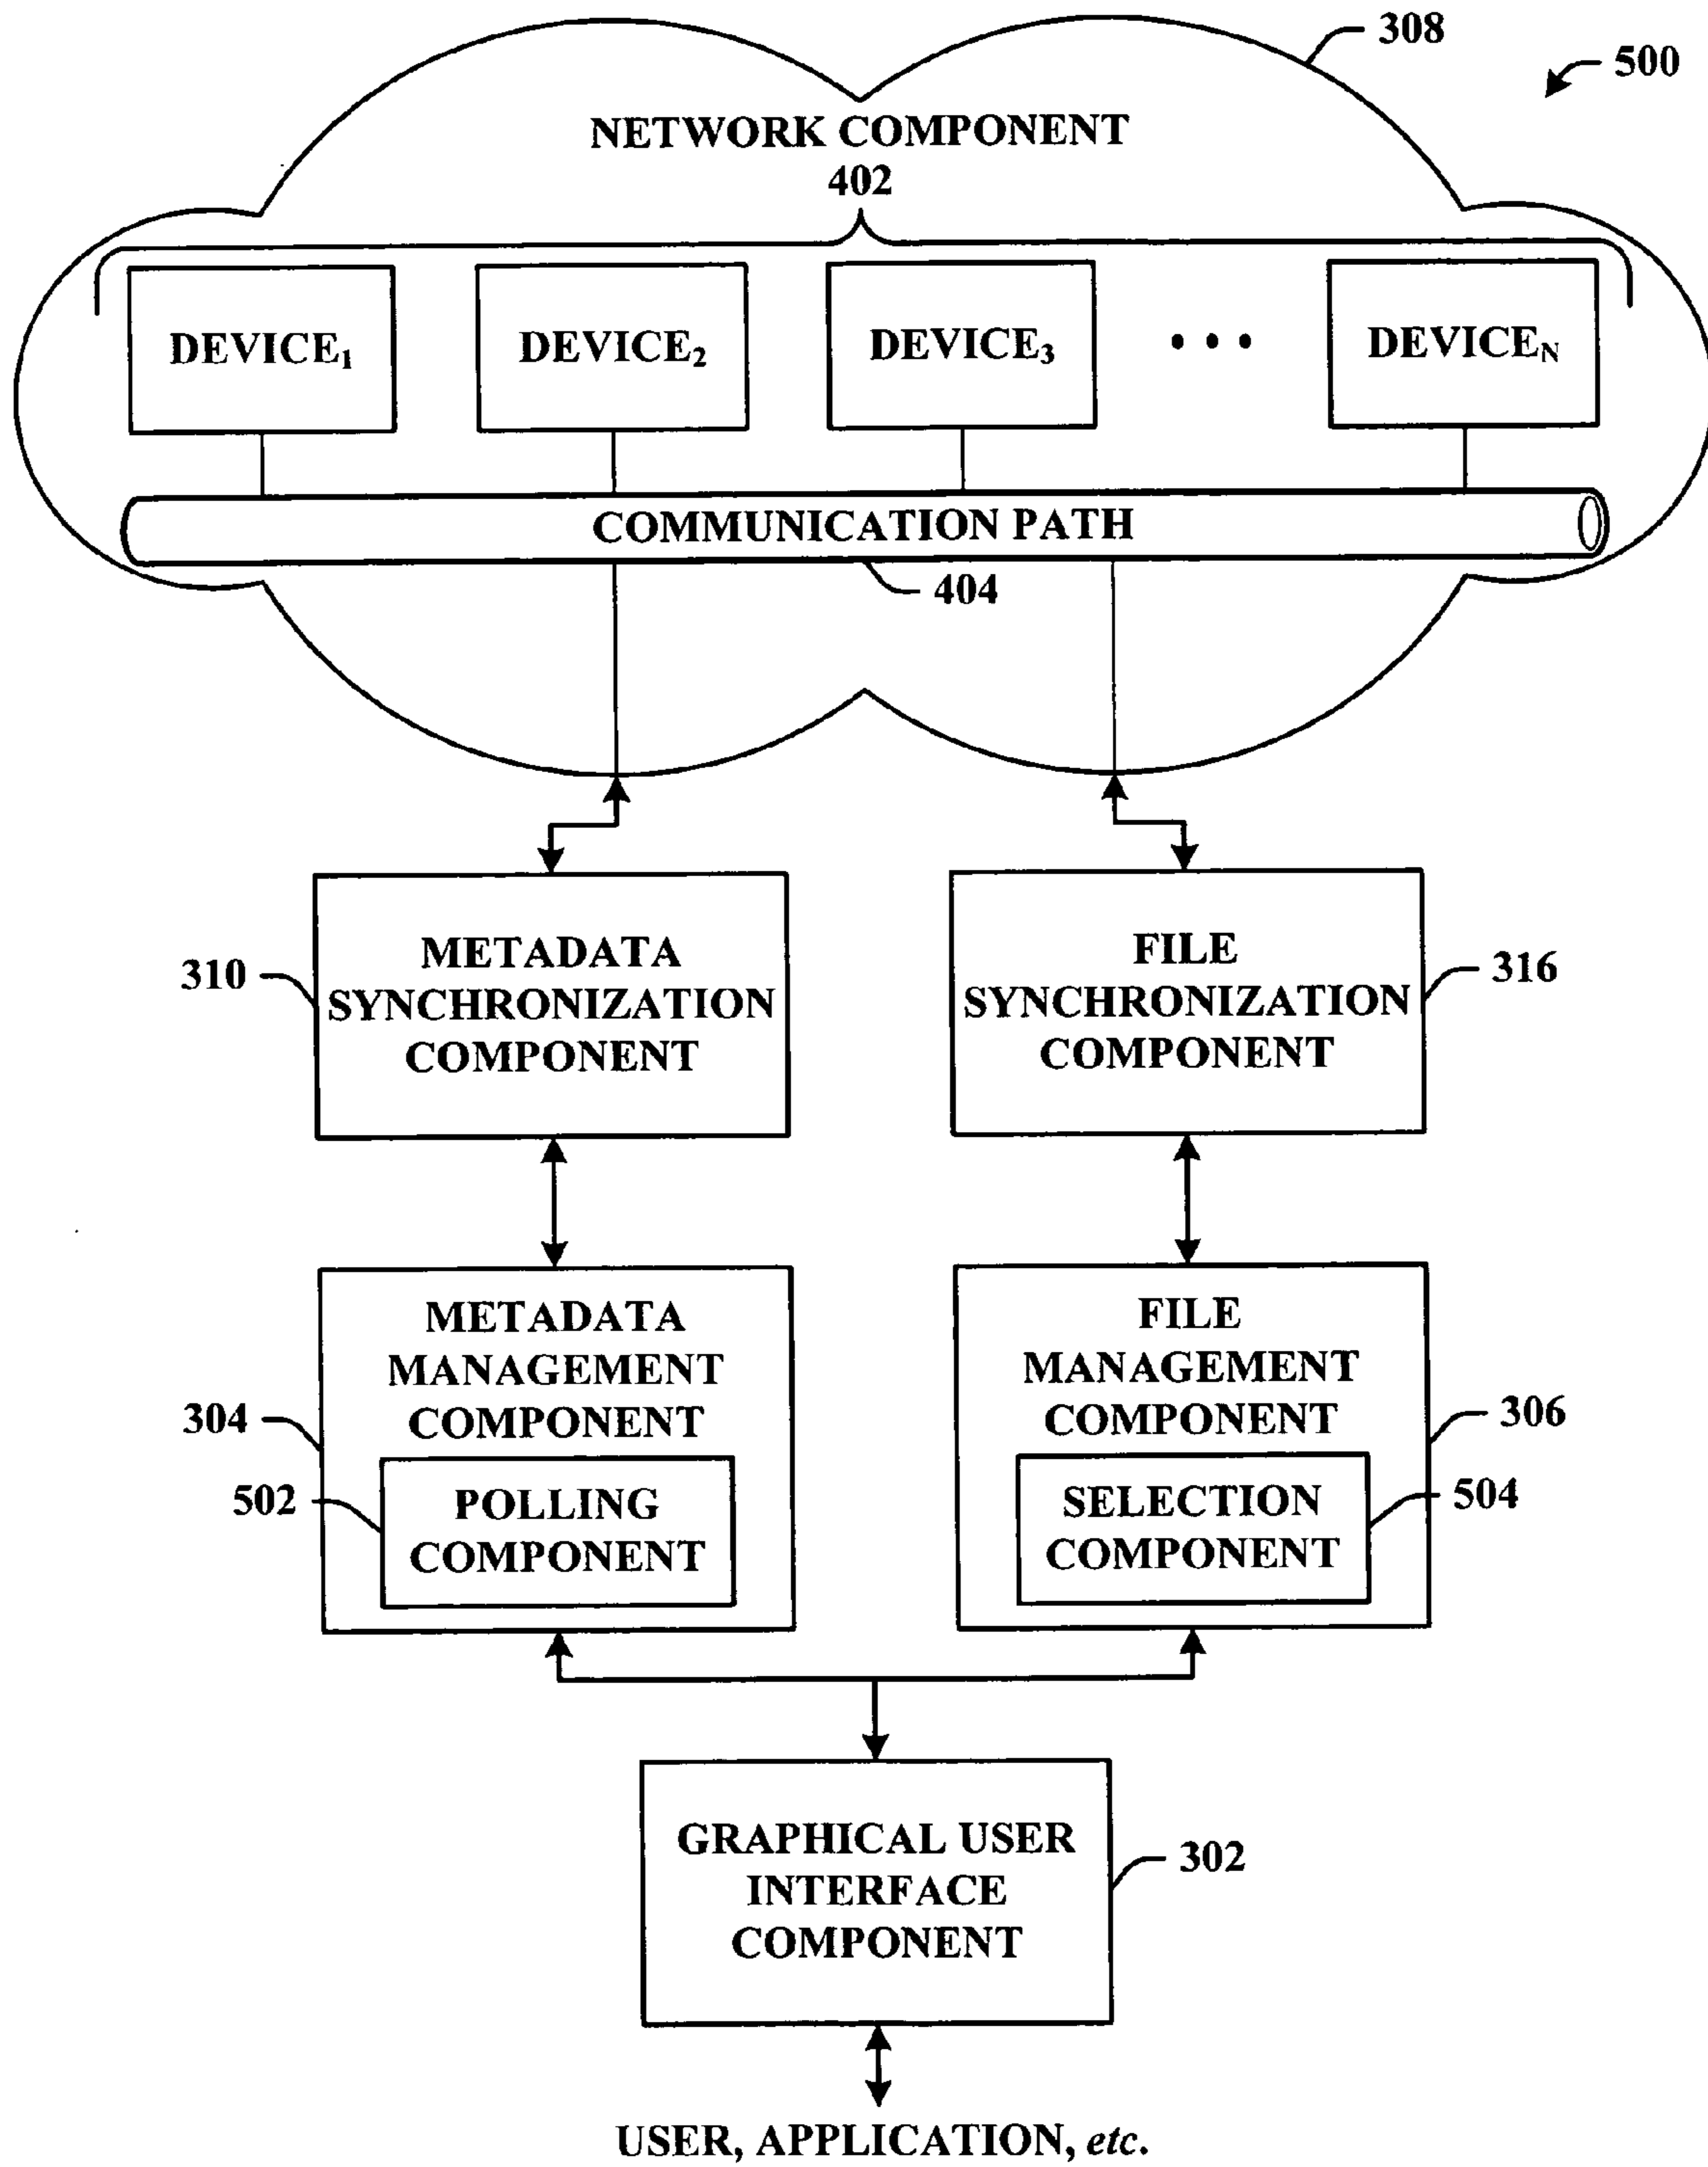 308
500
NETWORK COMPONENT
402
DEVICE₁
DEVICE₂
DEVICE₃
• • •
DEVICE_N
COMMUNICATION PATH
404
METADATA
SYNCHRONIZATION
COMPONENT
310
FILE
SYNCHRONIZATION
COMPONENT
316
METADATA
MANAGEMENT
COMPONENT
304
POLLING
COMPONENT
502
FILE
MANAGEMENT
COMPONENT
306
SELECTION
COMPONENT
504
GRAPHICAL USER
INTERFACE
COMPONENT
302
USER, APPLICATION, etc.